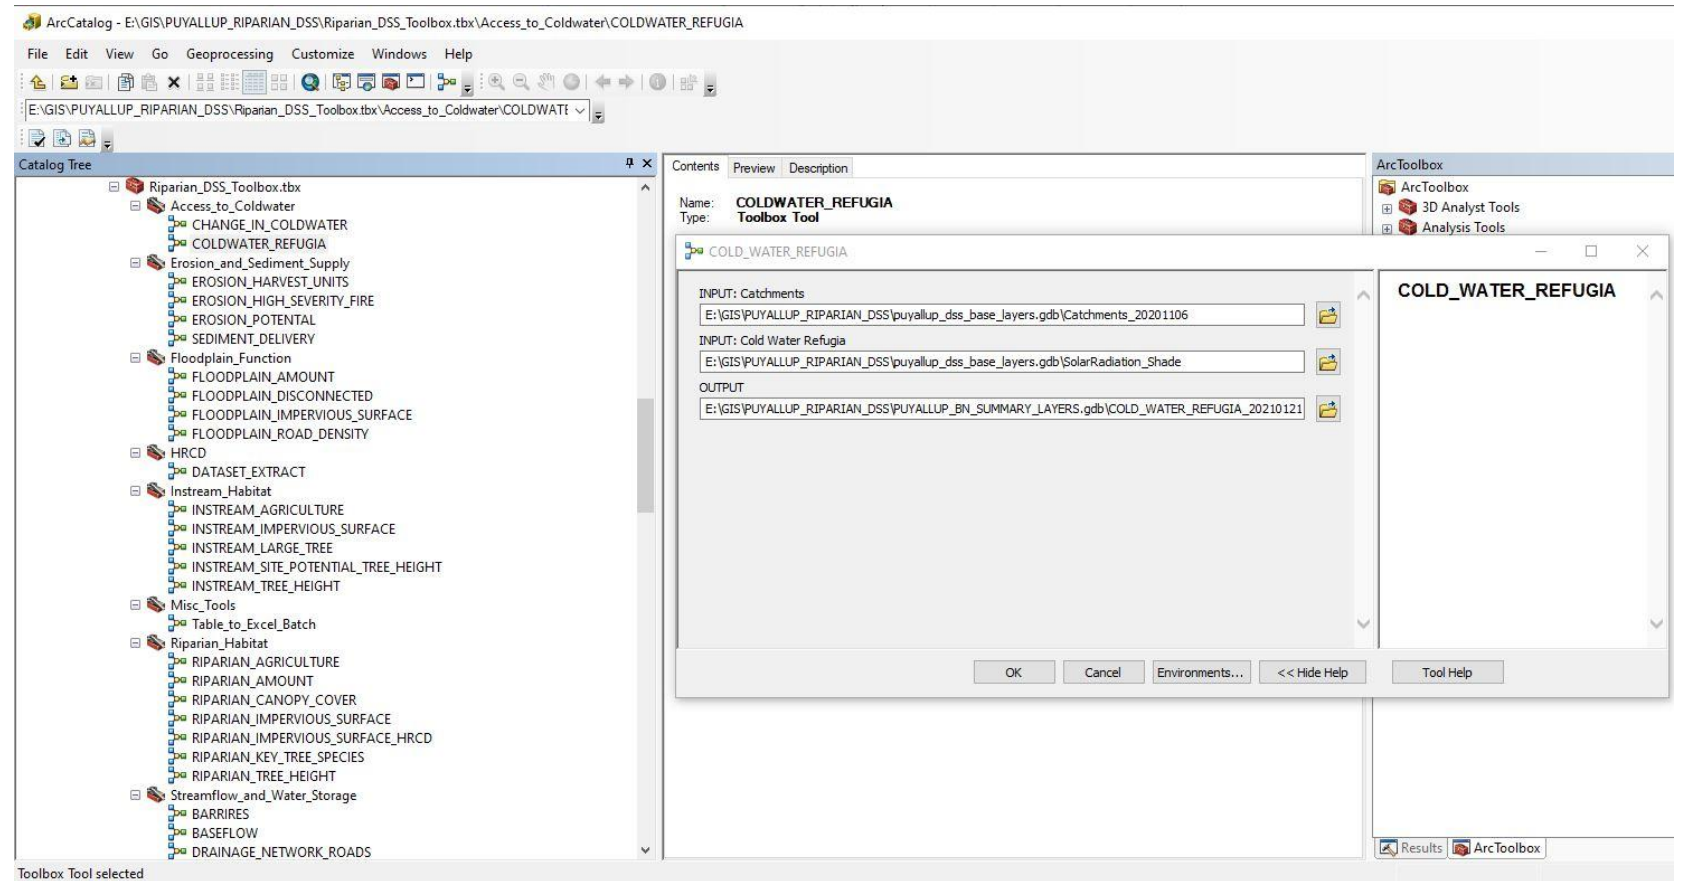 ArcCatalog - E:\GIS\PUYALLUP_RIPARIAN_DSS\Riparian_DSS_Toolbox.tbx\Access_to_Coldwater\COLDWATER_REFUGIA
File Edit View Go Geoprocessing Customize Windows Help
E:\GIS\PUYALLUP_RIPARIAN_DSS\Riparian_DSS_Toolbox.tbx\Access_to_Coldwater\COLDWATE
Catalog Tree
Riparian_DSS_Toolbox.tbx
Access_to_Coldwater
CHANGE_IN_COLDWATER
COLDWATER_REFUGIA
Erosion_and_Sediment_Supply
EROSION_HARVEST_UNITS
EROSION_HIGH_SEVERITY_FIRE
EROSION_POTENTAL
SEDIMENT_DELIVERY
Floodplain_Function
FLOODPLAIN_AMOUNT
FLOODPLAIN_DISCONNECTED
FLOODPLAIN_IMPERVIOUS_SURFACE
FLOODPLAIN_ROAD_DENSITY
HRCD
DATASET_EXTRACT
Instream_Habitat
INSTREAM_AGRICULTURE
INSTREAM_IMPERVIOUS_SURFACE
INSTREAM_LARGE_TREE
INSTREAM_SITE_POTENTIAL_TREE_HEIGHT
INSTREAM_TREE_HEIGHT
Misc_Tools
Table_to_Excel_Batch
Riparian_Habitat
RIPARIAN_AGRICULTURE
RIPARIAN_AMOUNT
RIPARIAN_CANOPY_COVER
RIPARIAN_IMPERVIOUS_SURFACE
RIPARIAN_IMPERVIOUS_SURFACE_HRCD
RIPARIAN_KEY_TREE_SPECIES
RIPARIAN_TREE_HEIGHT
Streamflow_and_Water_Storage
BARRIRES
BASEFLOW
DRAINAGE_NETWORK_ROADS
Toolbox Tool selected
Contents Preview Description
Name: COLDWATER_REFUGIA
Type: Toolbox Tool
COLD_WATER_REFUGIA
INPUT: Catchments
E:\GIS\PUYALLUP_RIPARIAN_DSS\puyallup_dss_base_layers.gdb\Catchments_20201106
INPUT: Cold Water Refugia
E:\GIS\PUYALLUP_RIPARIAN_DSS\puyallup_dss_base_layers.gdb\SolarRadiation_Shade
OUTPUT
E:\GIS\PUYALLUP_RIPARIAN_DSS\PUYALLUP_BN_SUMMARY_LAYERS.gdb\COLD_WATER_REFUGIA_20210121
OK Cancel Environments... << Hide Help Tool Help
COLD_WATER_REFUGIA
ArcToolbox
ArcToolbox
3D Analyst Tools
Analysis Tools
Results ArcToolbox